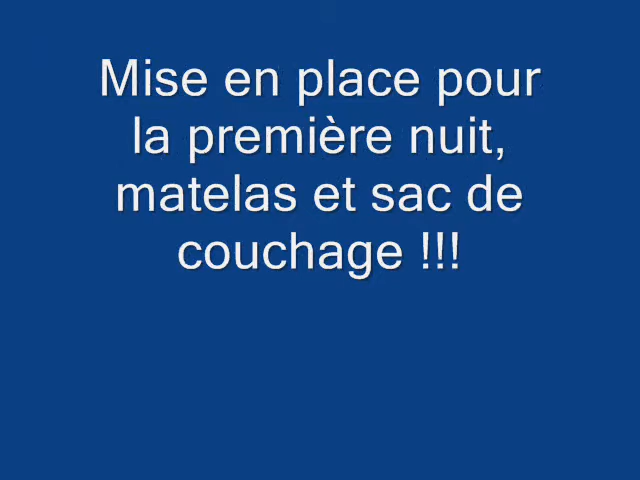 Mise en place pour
la première nuit,
matelas et sac de
couchage !!!